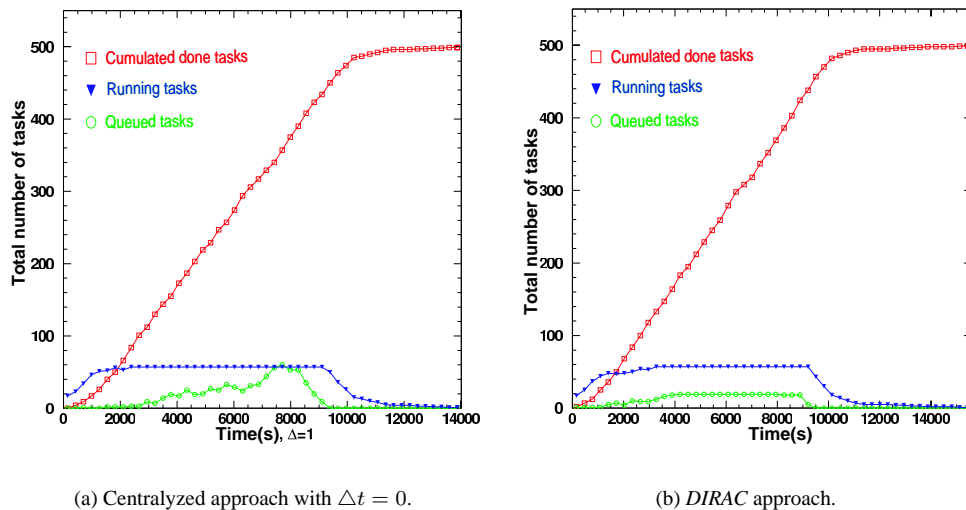 500
400
300
200
100
0
Total number of tasks
Cumulated done tasks
Running tasks
Queued tasks
0 2000 4000 6000 8000 10000 12000 14000
Time(s), Δ=1
(a) Centralyzed approach with △t = 0.
500
400
300
200
100
0
Total number of tasks
Cumulated done tasks
Running tasks
Queued tasks
0 2000 4000 6000 8000 10000 12000 14000
Time(s)
(b) DIRAC approach.